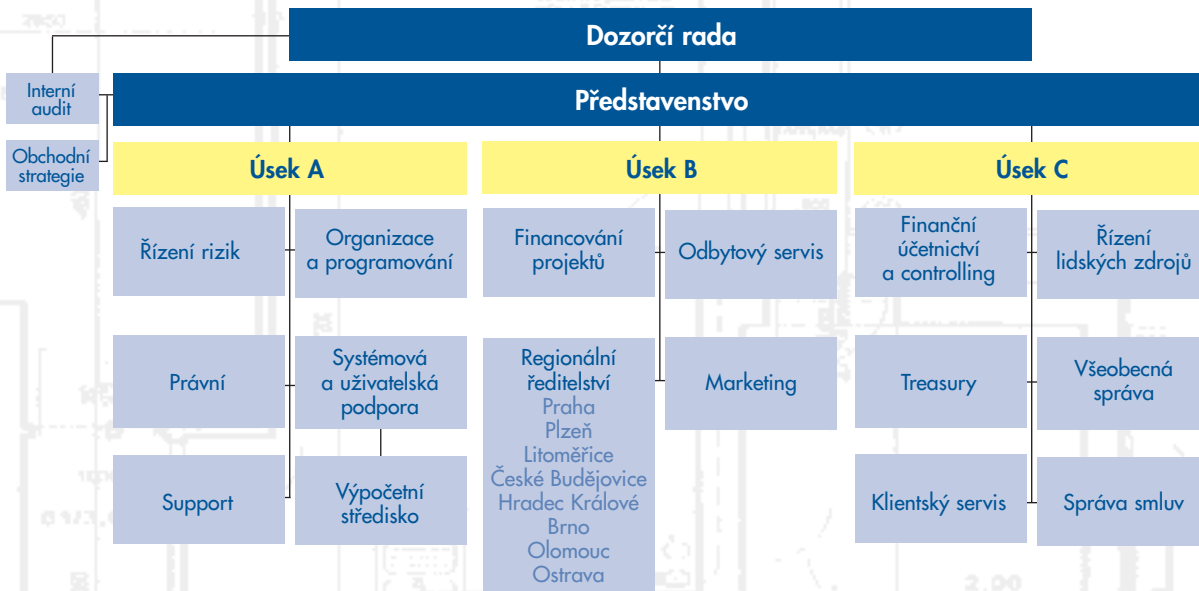 Dozorčí rada
Interní
audit
Představenstvo
Obchodní
strategie
Úsek A
Úsek B
Úsek C
Řízení rizik
Organizace
a programování
Financování
projektů
Odbytový servis
Finanční
účetnictví
a controlling
Řízení
lidských zdrojů
Právní
Systémová
a uživatelská
podpora
Regionální
ředitelství
Praha
Plzeň
Litoměřice
České Budějovice
Hradec Králové
Brno
Olomouc
Ostrava
Marketing
Treasury
Všeobecná
správa
Support
Výpočetní
středisko
Klientský servis
Správa smluv
2.00